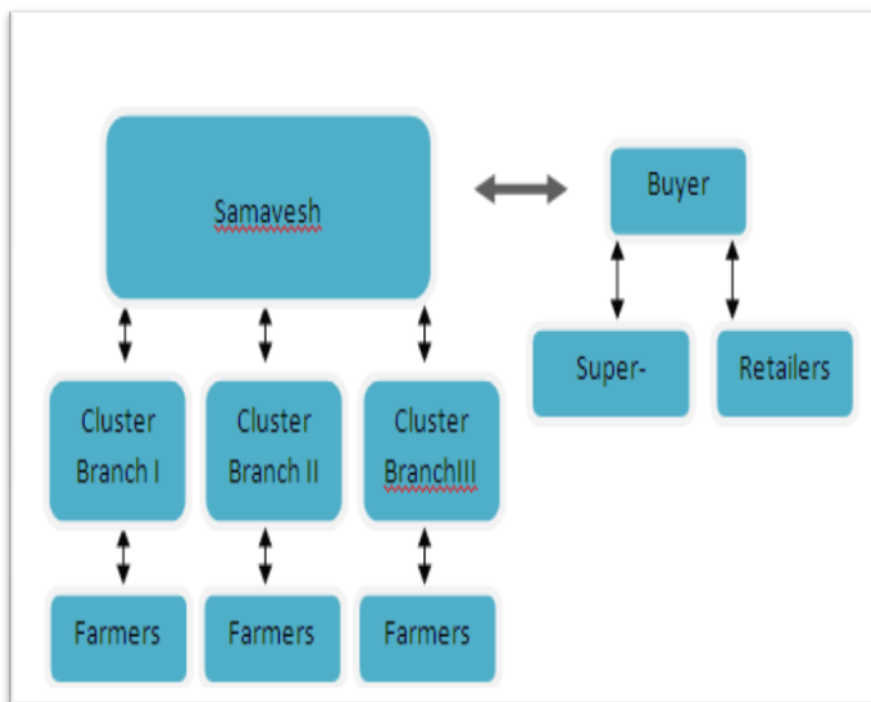 Samavesh
Buyer
Super-
Retailers
Cluster
Branch I
Cluster
Branch II
Cluster
BranchIII
Farmers
Farmers
Farmers